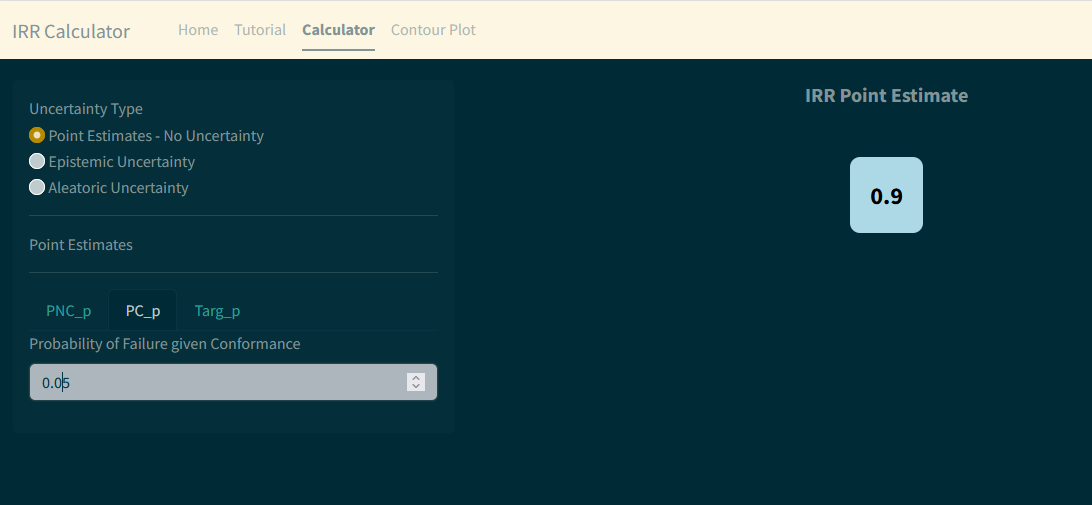 IRR Calculator Home Tutorial Calculator Contour Plot
Uncertainty Type
Point Estimates - No Uncertainty
Epistemic Uncertainty
Aleatoric Uncertainty
Point Estimates
PNC_p PC_p Targ_p
Probability of Failure given Conformance
0.05
IRR Point Estimate
0.9